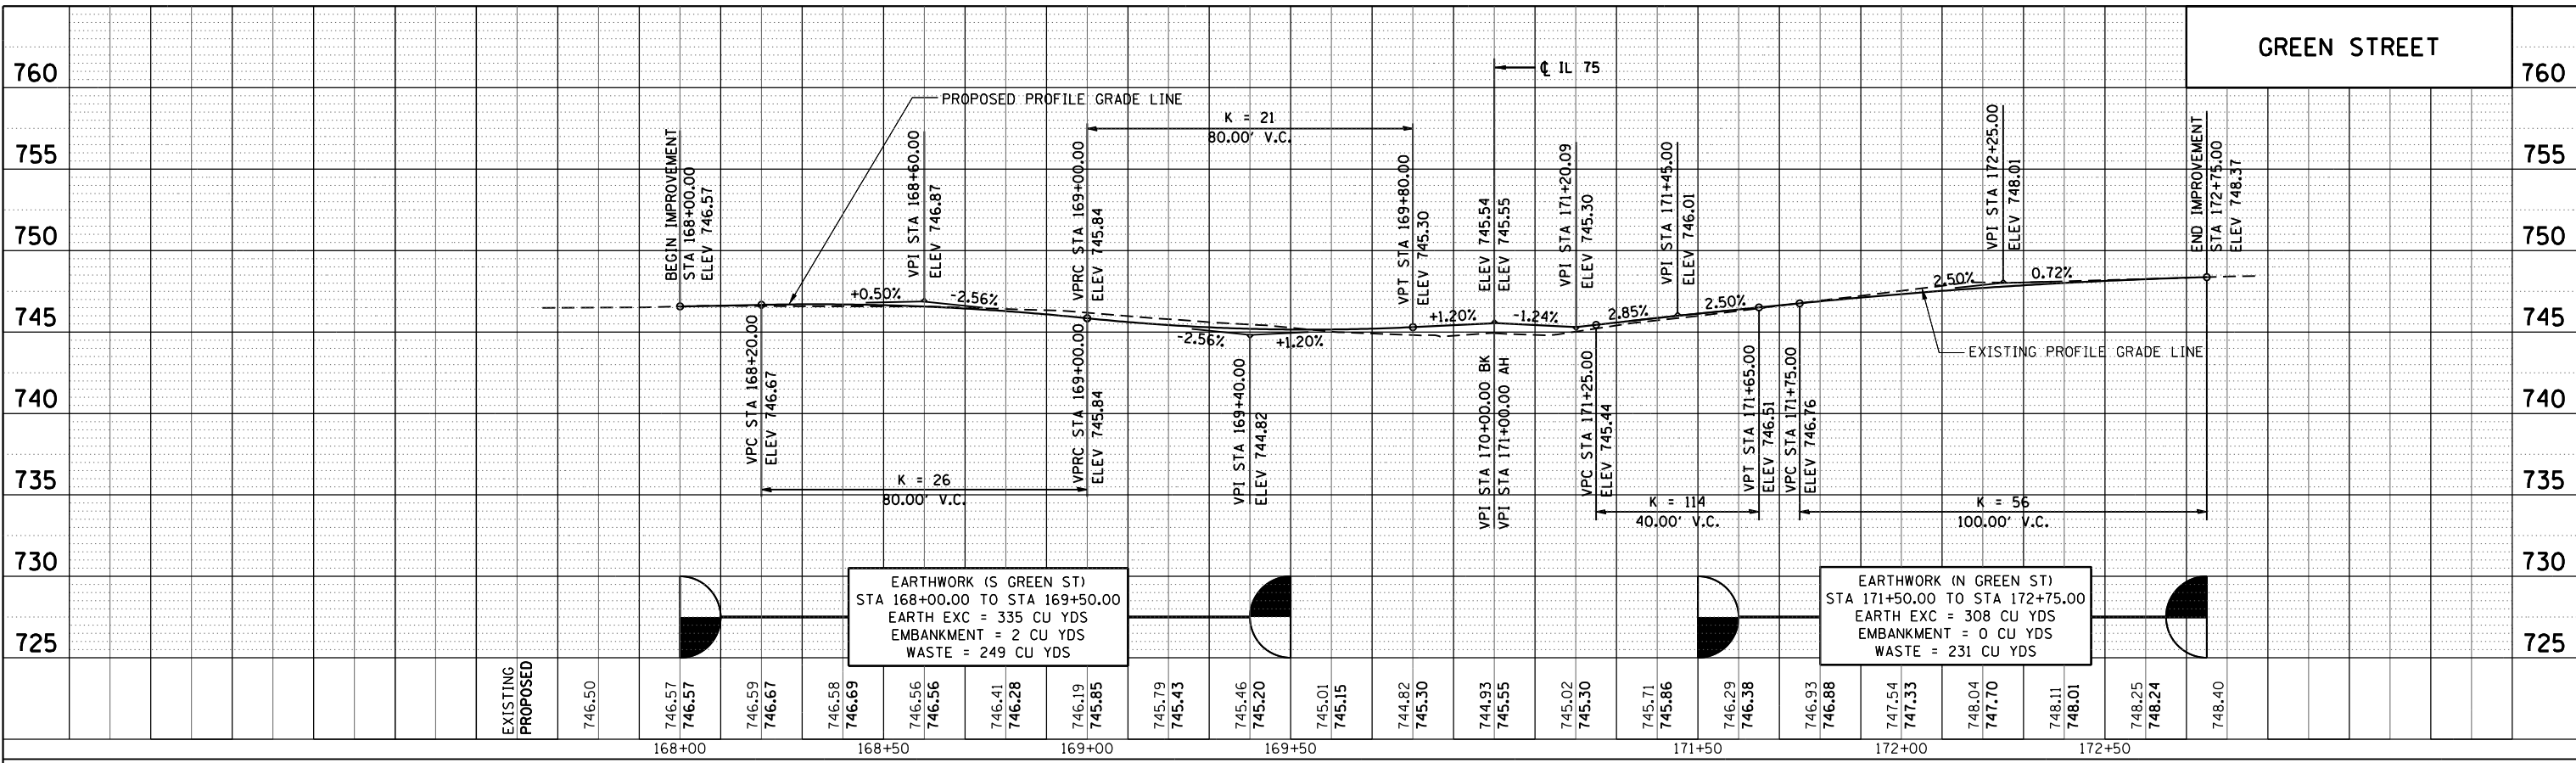 GREEN STREET
760
760
℄ IL 75
PROPOSED PROFILE GRADE LINE
K = 21
80.00' V.C.
755
755
BEGIN IMPROVEMENT
STA 168+00.00
ELEV 746.57
VPI STA 168+60.00
ELEV 746.87
VPRC STA 169+00.00
ELEV 745.84
VPT STA 169+80.00
ELEV 745.30
ELEV 745.54
ELEV 745.55
VPI STA 171+20.09
ELEV 745.30
VPI STA 171+45.00
ELEV 746.01
VPI STA 172+25.00
ELEV 748.01
END IMPROVEMENT
STA 172+75.00
ELEV 748.37
750
750
+0.50%
-2.56%
-2.56%
+1.20%
+1.20%
-1.24%
2.85%
2.50%
2.50%
0.72%
745
745
EXISTING PROFILE GRADE LINE
VPC STA 168+20.00
ELEV 746.67
VPRC STA 169+00.00
ELEV 745.84
VPI STA 169+40.00
ELEV 744.82
VPI STA 170+00.00 BK
VPI STA 171+00.00 AH
VPC STA 171+25.00
ELEV 745.44
VPT STA 171+65.00
ELEV 746.51
VPC STA 171+75.00
ELEV 746.76
740
740
735
735
K = 26
80.00' V.C.
K = 114
40.00' V.C.
K = 56
100.00' V.C.
730
730
EARTHWORK (S GREEN ST)
STA 168+00.00 TO STA 169+50.00
EARTH EXC = 335 CU YDS
EMBANKMENT = 2 CU YDS
WASTE = 249 CU YDS
EARTHWORK (N GREEN ST)
STA 171+50.00 TO STA 172+75.00
EARTH EXC = 308 CU YDS
EMBANKMENT = 0 CU YDS
WASTE = 231 CU YDS
725
725
EXISTING
PROPOSED
746.50
746.57
746.57
746.59
746.67
746.58
746.69
746.56
746.56
746.41
746.28
746.19
745.85
745.79
745.43
745.46
745.20
745.01
745.15
744.82
745.30
744.93
745.55
745.02
745.30
745.71
745.86
746.29
746.38
746.93
746.88
747.54
747.33
748.04
747.70
748.11
748.01
748.25
748.24
748.40
168+00
168+50
169+00
169+50
171+50
172+00
172+50